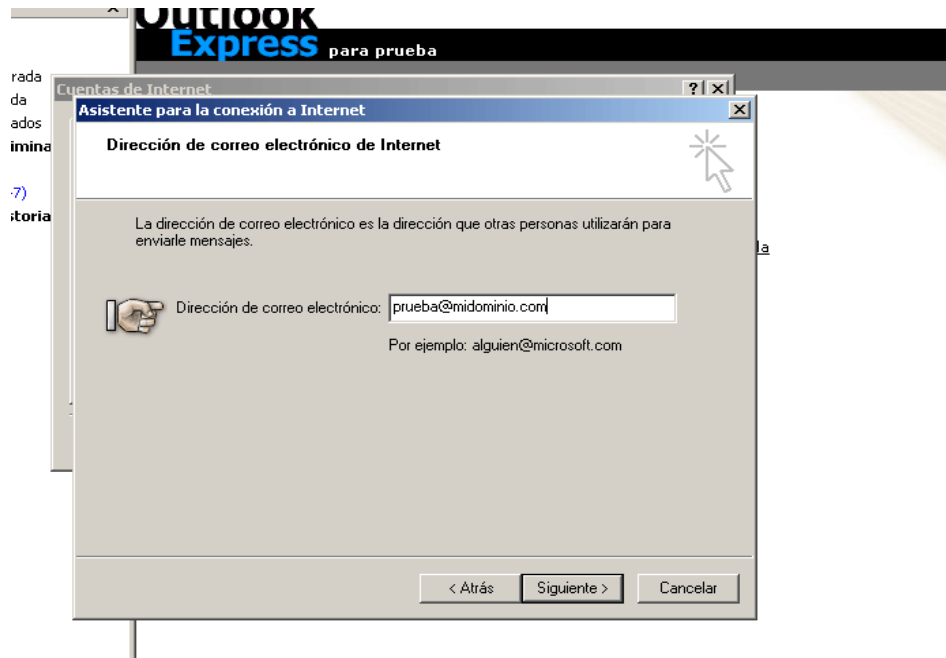 Outlook
Express para prueba
rada
da
ados
imina
-7)
storia
Cuentas de Internet
Asistente para la conexión a Internet
Dirección de correo electrónico de Internet
La dirección de correo electrónico es la dirección que otras personas utilizarán para
enviarle mensajes.
la
Dirección de correo electrónico: prueba@midominio.com
Por ejemplo: alguien@microsoft.com
< Atrás Siguiente > Cancelar